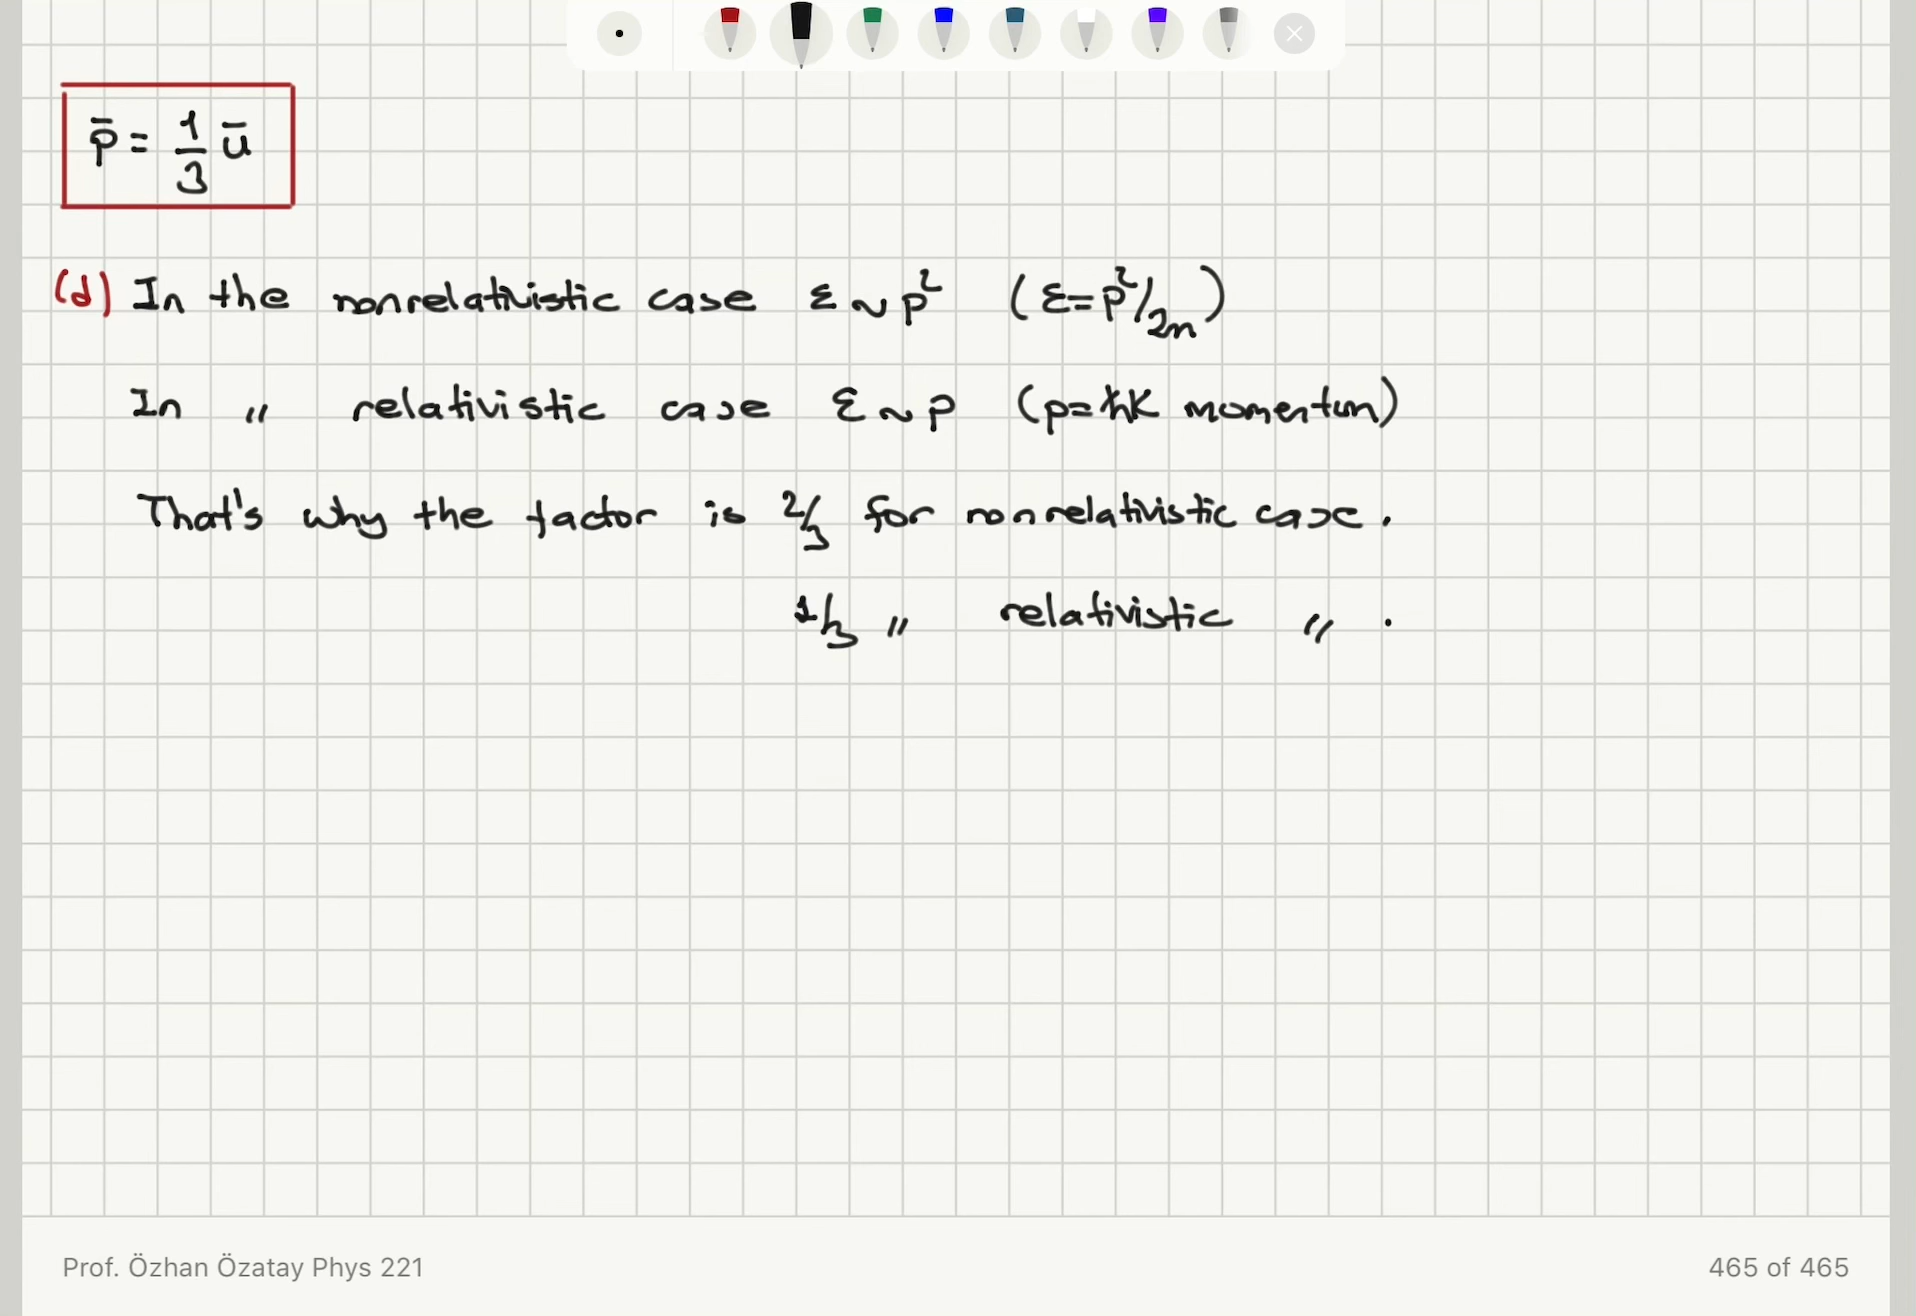 p̄ = 1/3 ū
(d) In the nonrelativistic case ε ~ p² (ε=p²/2m)
In " relativistic case ε ~ p (p=ħK momentum)
That's why the factor is 2/3 for nonrelativistic case.
1/3 " relativistic " .
Prof. Özhan Özatay Phys 221
465 of 465